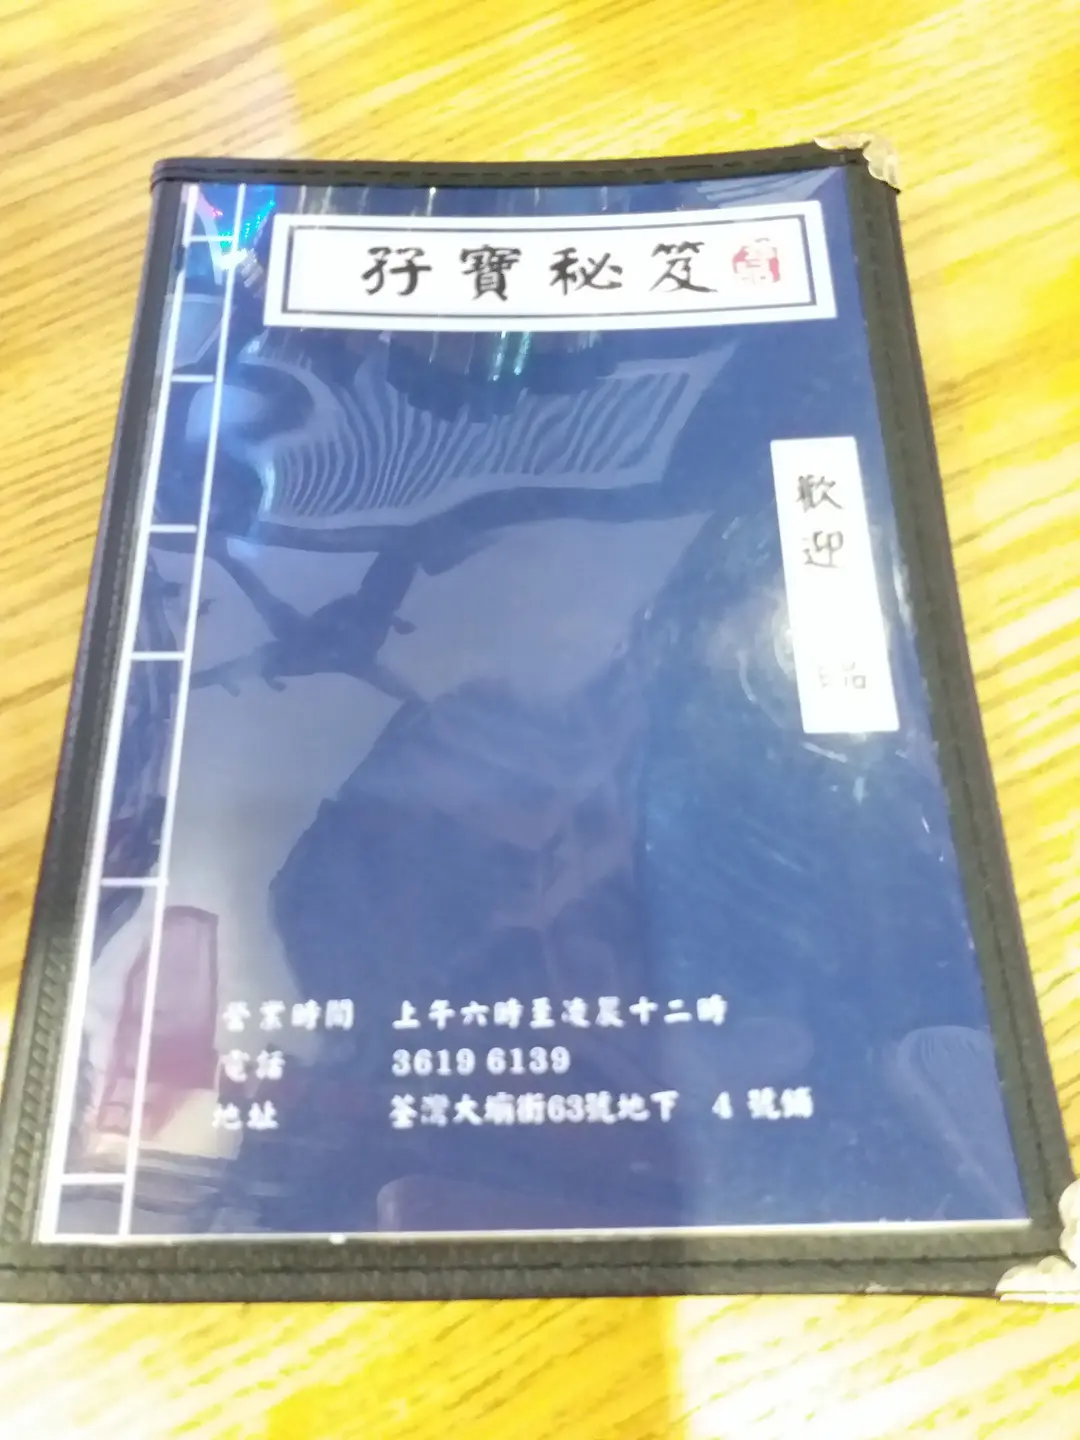 孖寶秘笈
歡迎
營業時間 上午六時至凌晨十二時
電話 3619 6139
地址 荃灣大廟街63號地下 4 號鋪